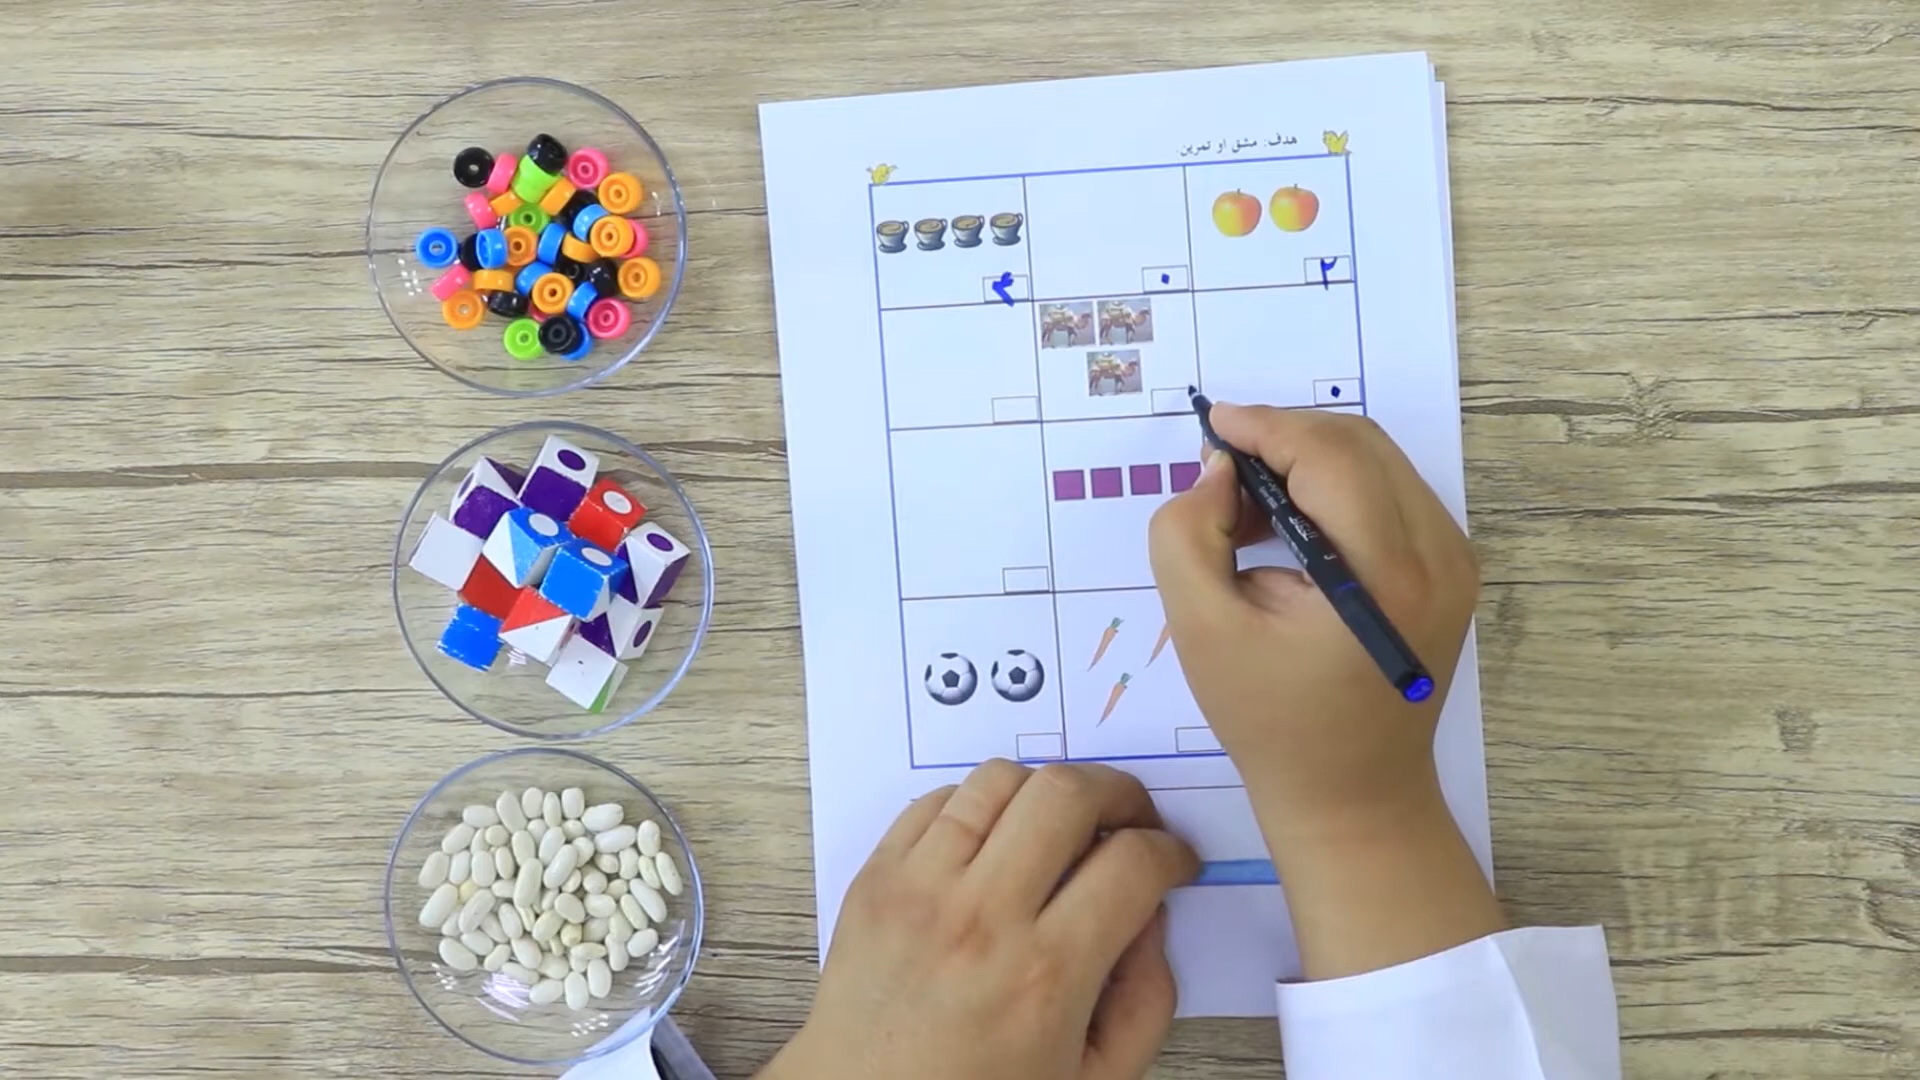 هدف: مشق او تمرین.
۲ ۰ ۴
۰